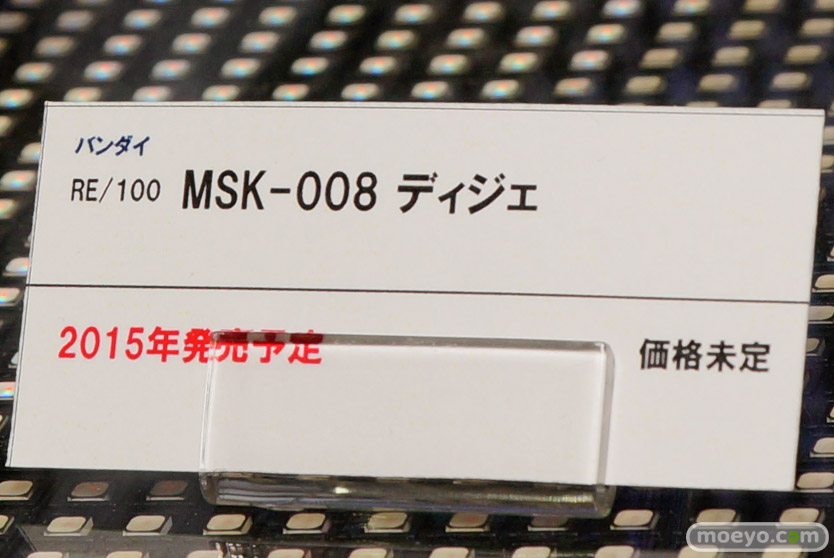 バンダイ
RE/100 MSK-008 ディジェ
2015年発売予定
価格未定
moeyo.com